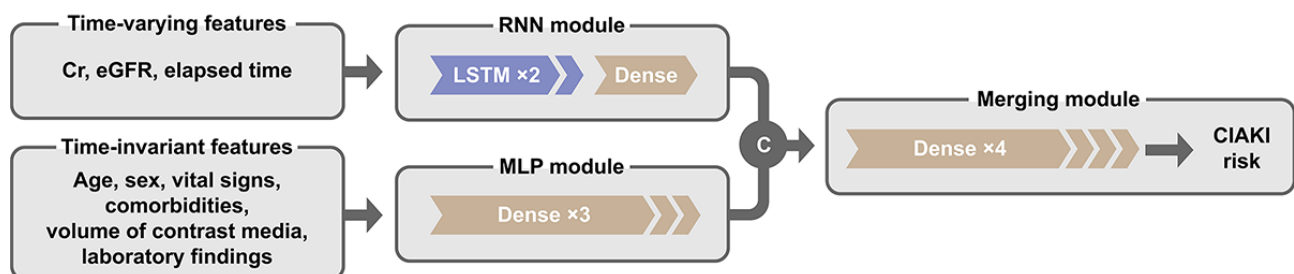 Time-varying features
Cr, eGFR, elapsed time
RNN module
LSTM ×2
Dense
Time-invariant features
Age, sex, vital signs,
comorbidities,
volume of contrast media,
laboratory findings
MLP module
Dense ×3
C
Merging module
Dense ×4
CIAKI
risk